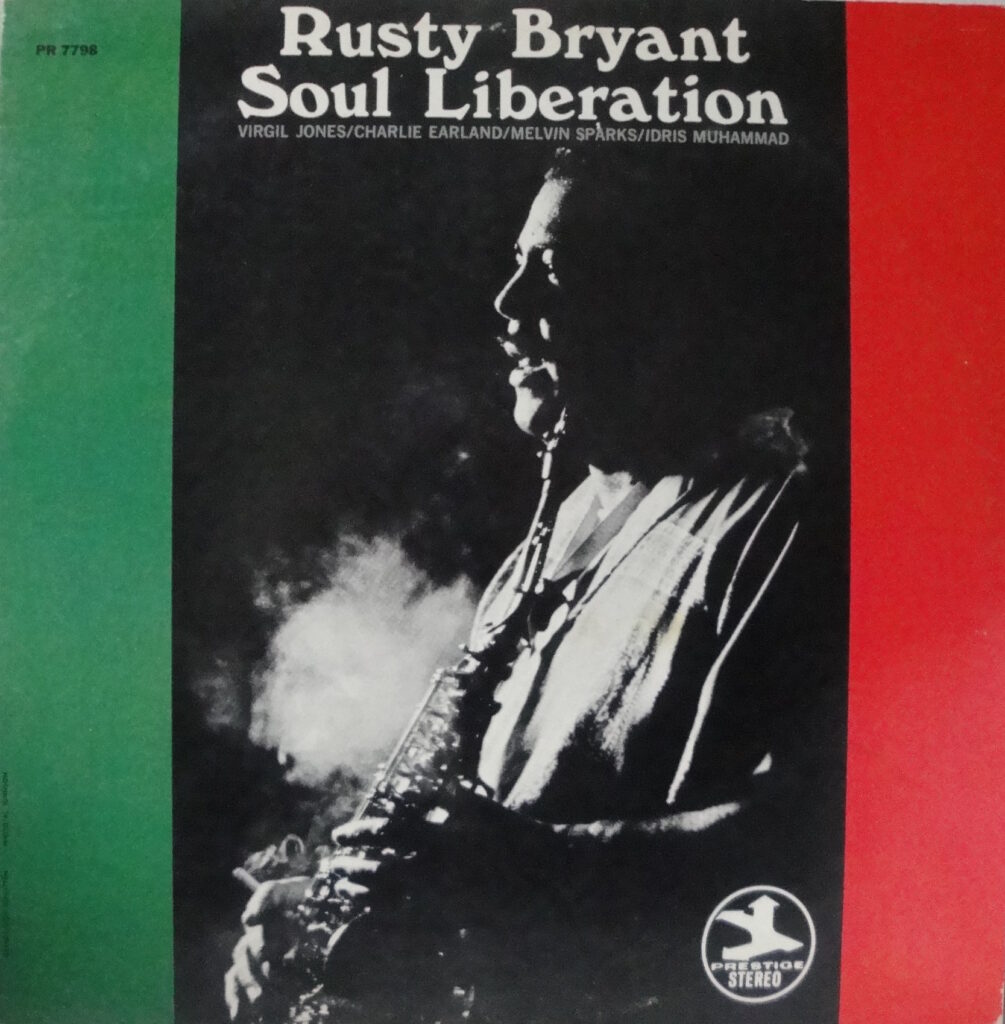 PR 7798
Rusty Bryant
Soul Liberation
VIRGIL JONES/CHARLIE EARLAND/MELVIN SPARKS/IDRIS MUHAMMAD
PRESTIGE
STEREO